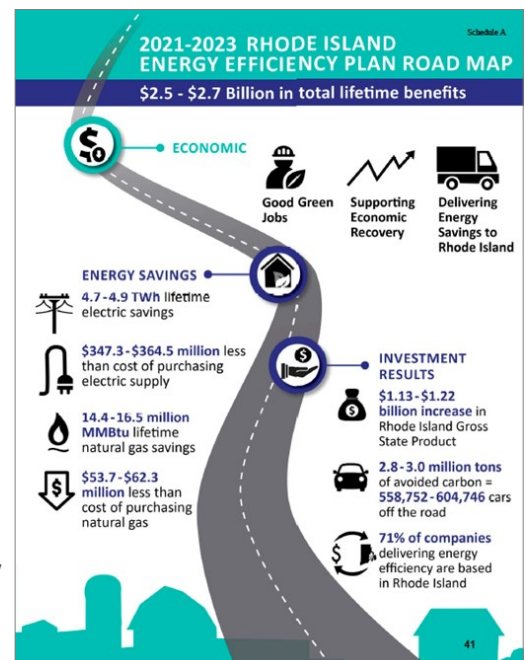 Schedule A
2021-2023 RHODE ISLAND
ENERGY EFFICIENCY PLAN ROAD MAP
$2.5 - $2.7 Billion in total lifetime benefits
ECONOMIC
Good Green
Jobs
Supporting
Economic
Recovery
Delivering
Energy
Savings to
Rhode Island
ENERGY SAVINGS
4.7-4.9 TWh lifetime
electric savings
$347.3-$364.5 million less
than cost of purchasing
electric supply
14.4-16.5 million
MMBtu lifetime
natural gas savings
$53.7-$62.3
million less than
cost of purchasing
natural gas
INVESTMENT
RESULTS
$1.13-$1.22
billion increase in
Rhode Island Gross
State Product
2.8-3.0 million tons
of avoided carbon =
558,752-604,746 cars
off the road
71% of companies
delivering energy
efficiency are based
in Rhode Island
41